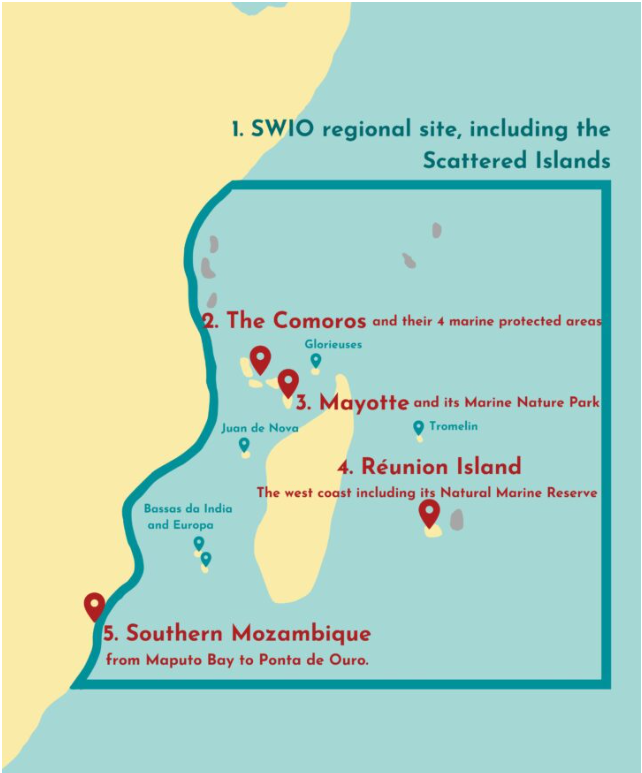 1. SWIO regional site, including the
Scattered Islands
2. The Comoros and their 4 marine protected areas
Glorieuses
3. Mayotte and its Marine Nature Park
Juan de Nova
Tromelin
4. Réunion Island
The west coast including its Natural Marine Reserve
Bassas da India
and Europa
5. Southern Mozambique
from Maputo Bay to Ponta de Ouro.